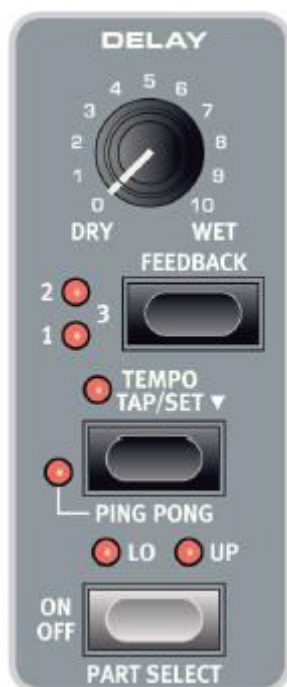 DELAY
5
4 6
3 7
2 8
1 9
0 10
DRY WET
FEEDBACK
2
3
1
TEMPO
TAP/SET ▼
PING PONG
LO UP
ON
OFF
PART SELECT